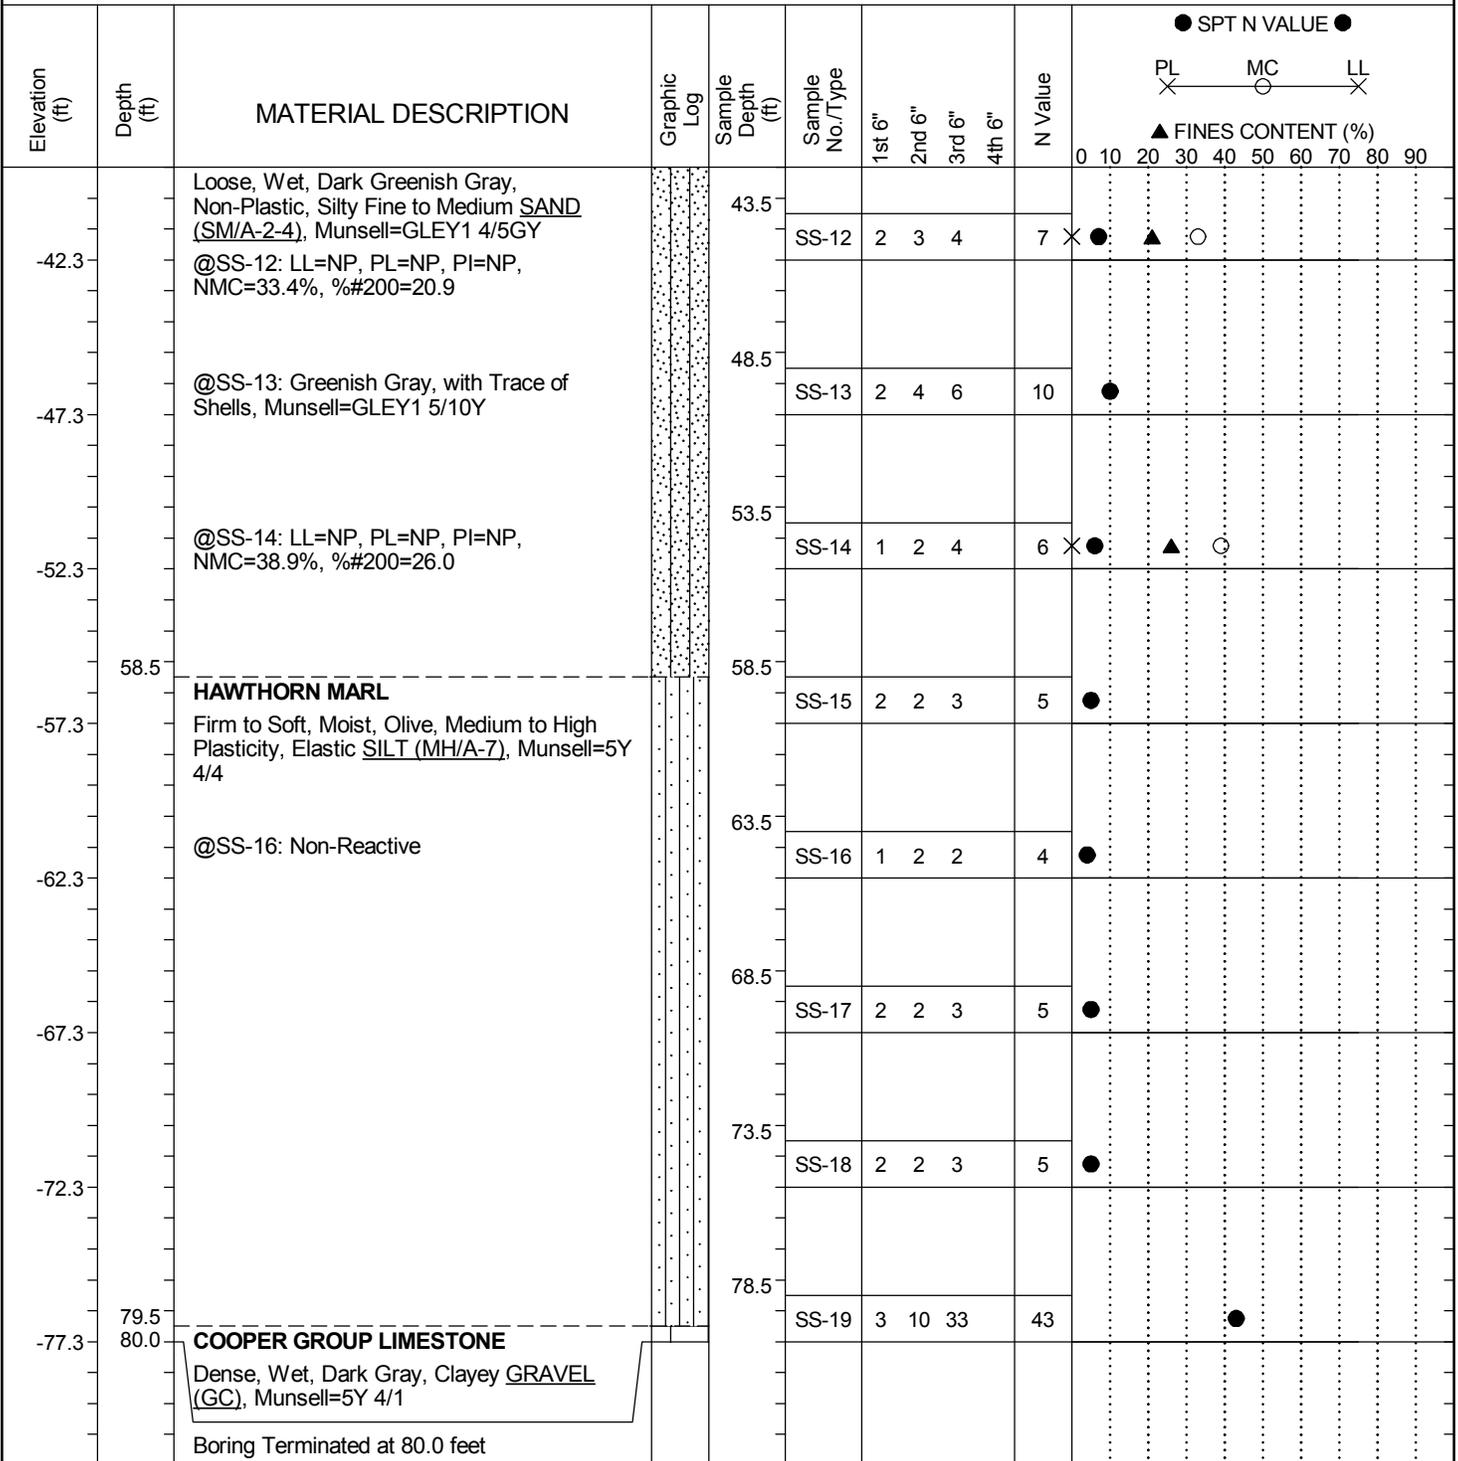 ● SPT N VALUE ●
PL MC LL
▲ FINES CONTENT (%)
Elevation (ft)
Depth (ft)
MATERIAL DESCRIPTION
Graphic Log
Sample Depth (ft)
Sample No./Type
1st 6"
2nd 6"
3rd 6"
4th 6"
N Value
0 10 20 30 40 50 60 70 80 90
Loose, Wet, Dark Greenish Gray,
Non-Plastic, Silty Fine to Medium SAND
(SM/A-2-4), Munsell=GLEY1 4/5GY
43.5
SS-12 2 3 4 7
-42.3
@SS-12: LL=NP, PL=NP, PI=NP,
NMC=33.4%, %#200=20.9
48.5
@SS-13: Greenish Gray, with Trace of
Shells, Munsell=GLEY1 5/10Y
SS-13 2 4 6 10
-47.3
53.5
@SS-14: LL=NP, PL=NP, PI=NP,
NMC=38.9%, %#200=26.0
SS-14 1 2 4 6
-52.3
58.5
58.5
HAWTHORN MARL
SS-15 2 2 3 5
-57.3
Firm to Soft, Moist, Olive, Medium to High
Plasticity, Elastic SILT (MH/A-7), Munsell=5Y
4/4
63.5
@SS-16: Non-Reactive
SS-16 1 2 2 4
-62.3
68.5
SS-17 2 2 3 5
-67.3
73.5
SS-18 2 2 3 5
-72.3
78.5
79.5
SS-19 3 10 33 43
-77.3
80.0
COOPER GROUP LIMESTONE
Dense, Wet, Dark Gray, Clayey GRAVEL
(GC), Munsell=5Y 4/1
Boring Terminated at 80.0 feet